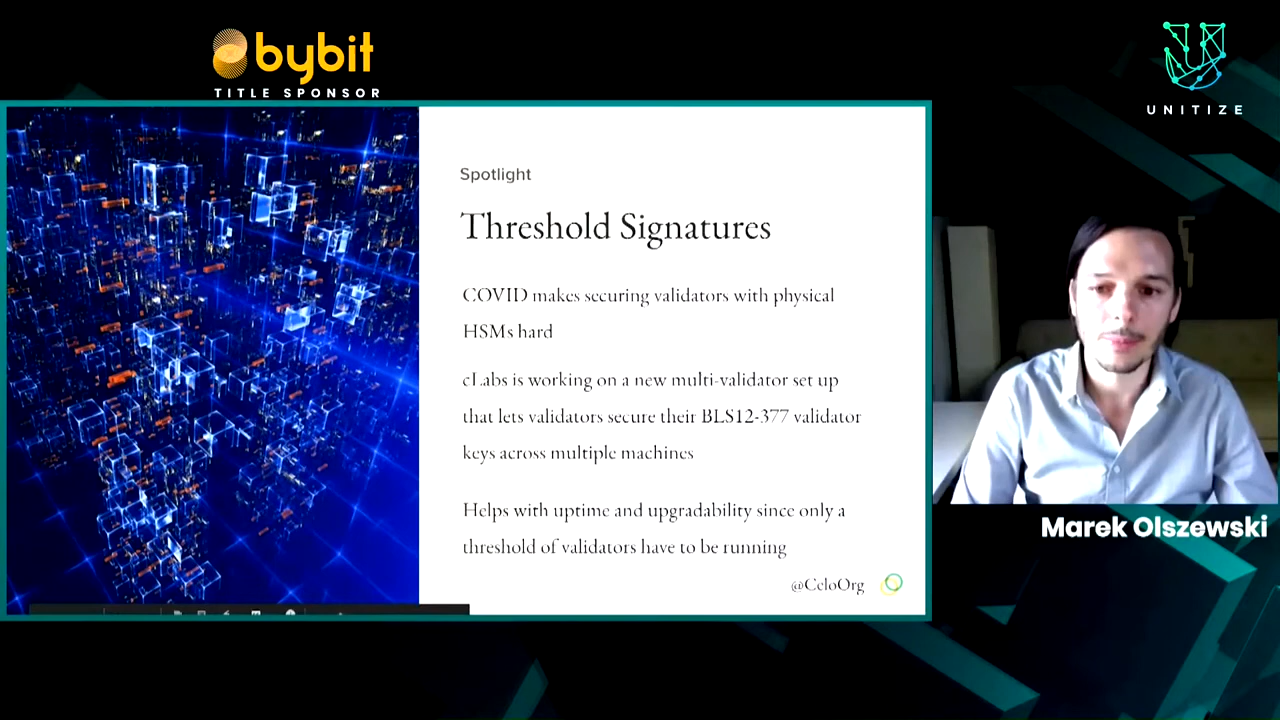 bybit
TITLE SPONSOR
UNITIZE
Spotlight
Threshold Signatures
COVID makes securing validators with physical
HSMs hard
cLabs is working on a new multi-validator set up
that lets validators secure their BLS12-377 validator
keys across multiple machines
Helps with uptime and upgradability since only a
threshold of validators have to be running
@CeloOrg
Marek Olszewski